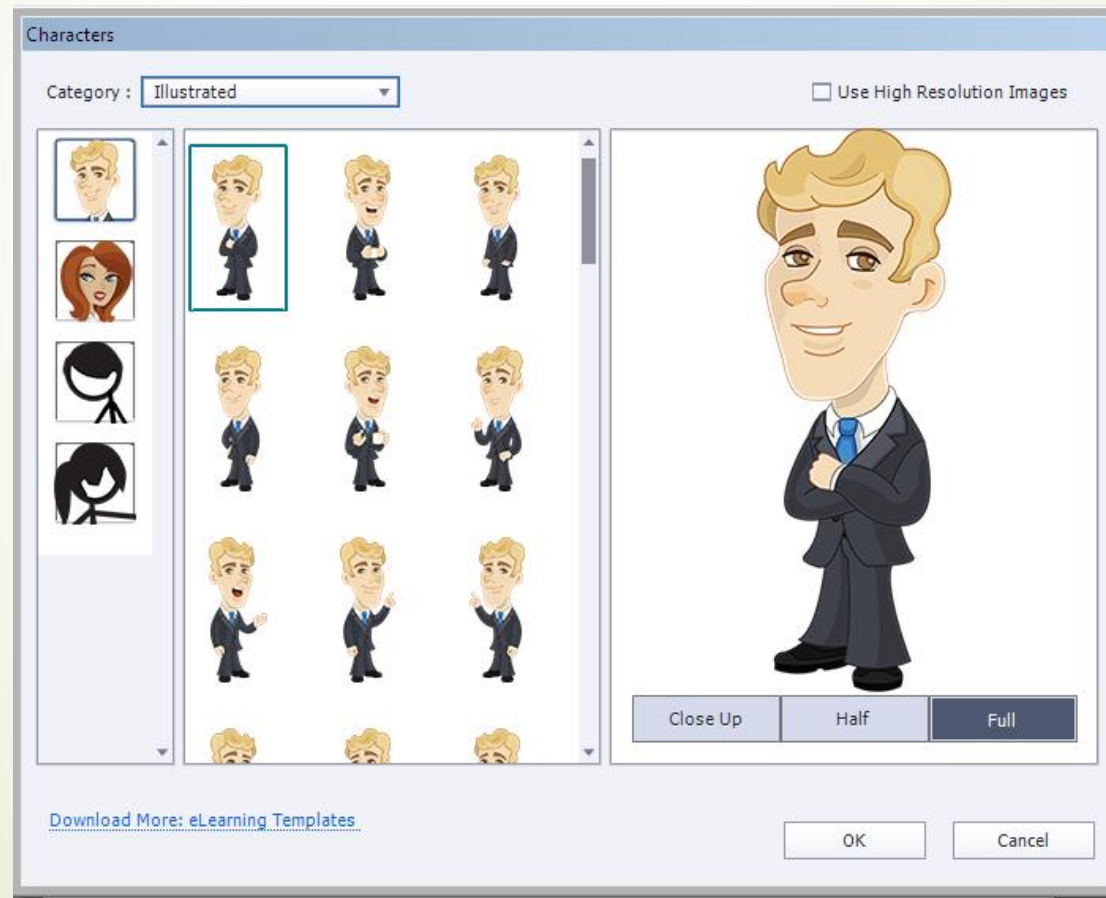 Characters
Category : Illustrated
Use High Resolution Images
Close Up
Half
Full
Download More: eLearning Templates
OK
Cancel